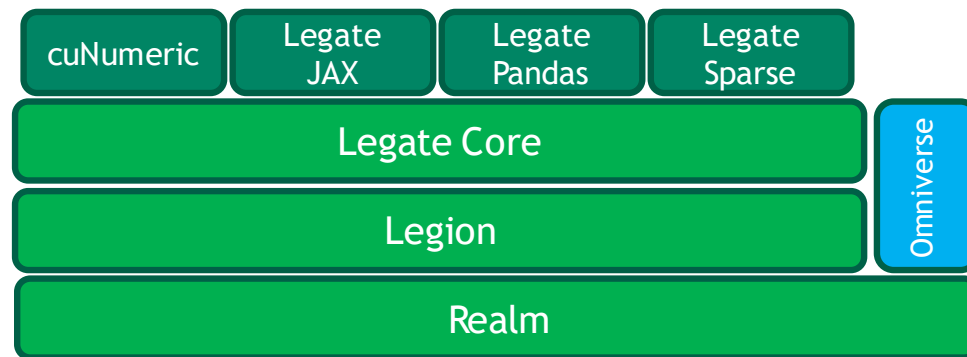 cuNumeric
Legate
JAX
Legate
Pandas
Legate
Sparse
Legate Core
Omniverse
Legion
Realm